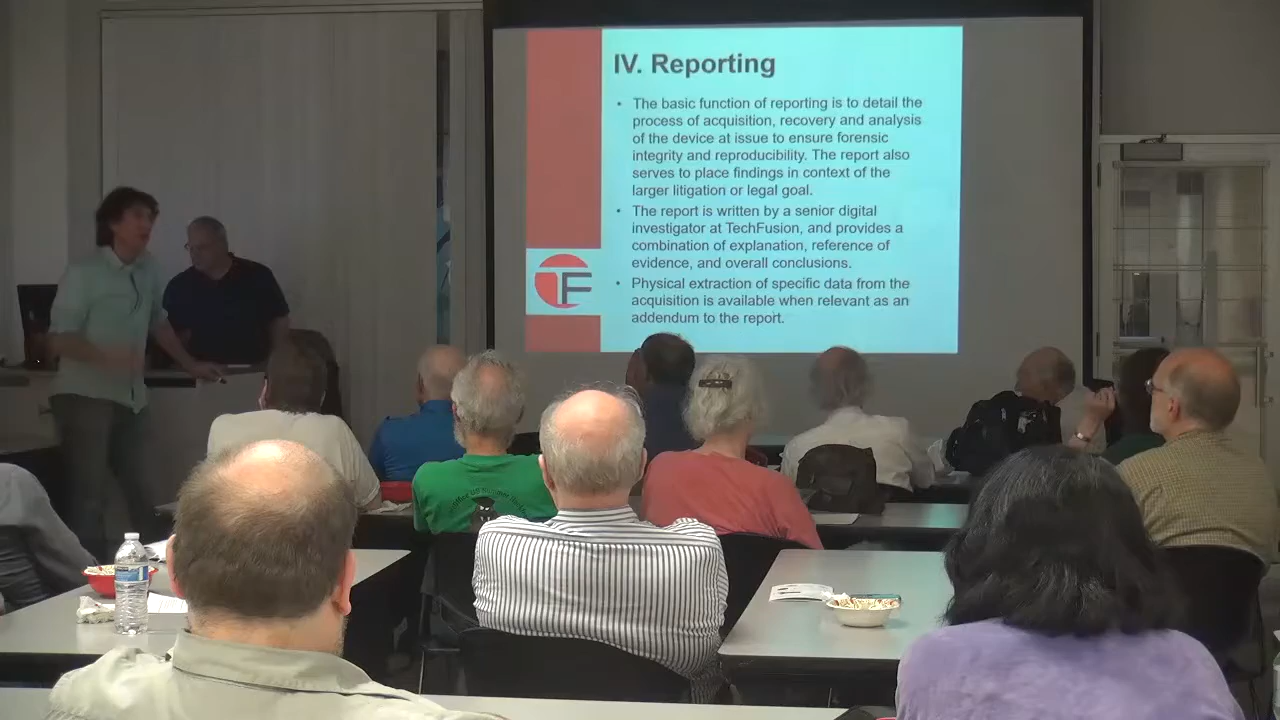 IV. Reporting
• The basic function of reporting is to detail the
process of acquisition, recovery and analysis
of the device at issue to ensure forensic
integrity and reproducibility. The report also
serves to place findings in context of the
larger litigation or legal goal.
• The report is written by a senior digital
investigator at TechFusion, and provides a
combination of explanation, reference of
evidence, and overall conclusions.
• Physical extraction of specific data from the
acquisition is available when relevant as an
addendum to the report.
TF